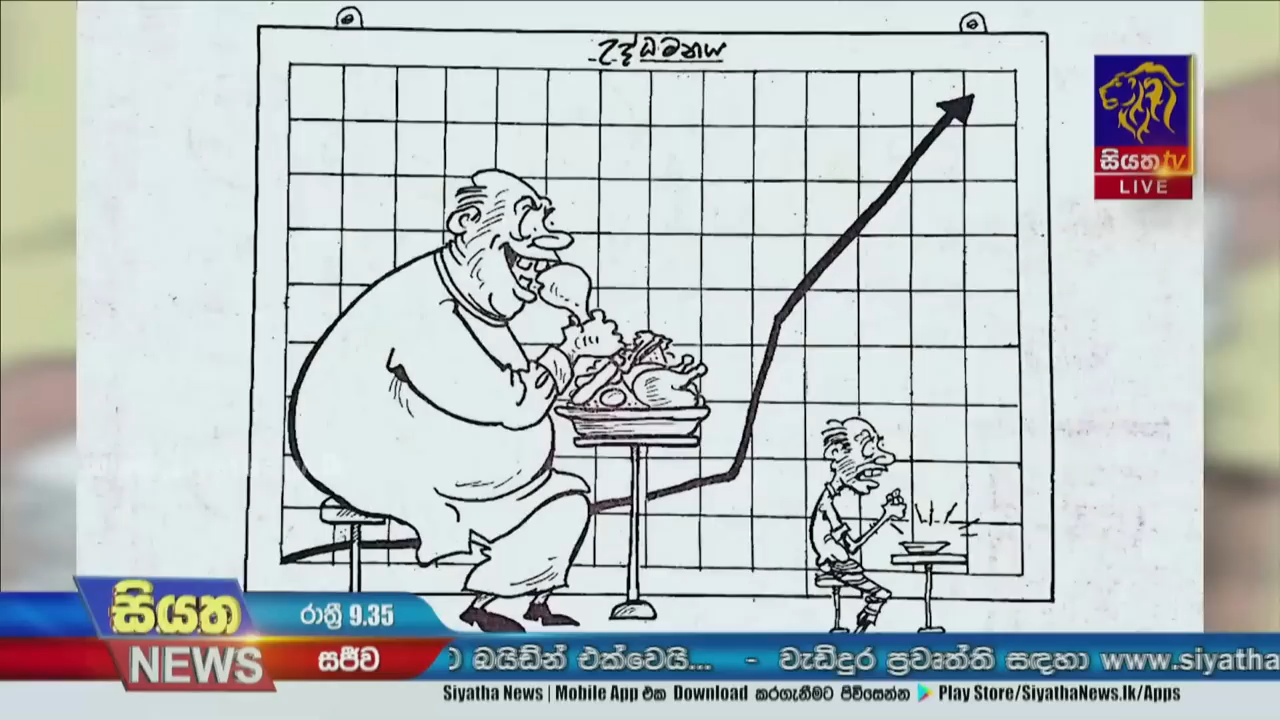 උද්ධමනය
සියත tv
LIVE
සියත
NEWS
රාත්‍රී 9.35
සජීව
ා බයිඩ්න් එක්වෙයි... - වැඩිදුර ප්‍රවෘත්ති සඳහා www.siyatha
Siyatha News | Mobile App එක Download කරගැනීමට පිවිසෙන්න Play Store/SiyathaNews.lk/Apps